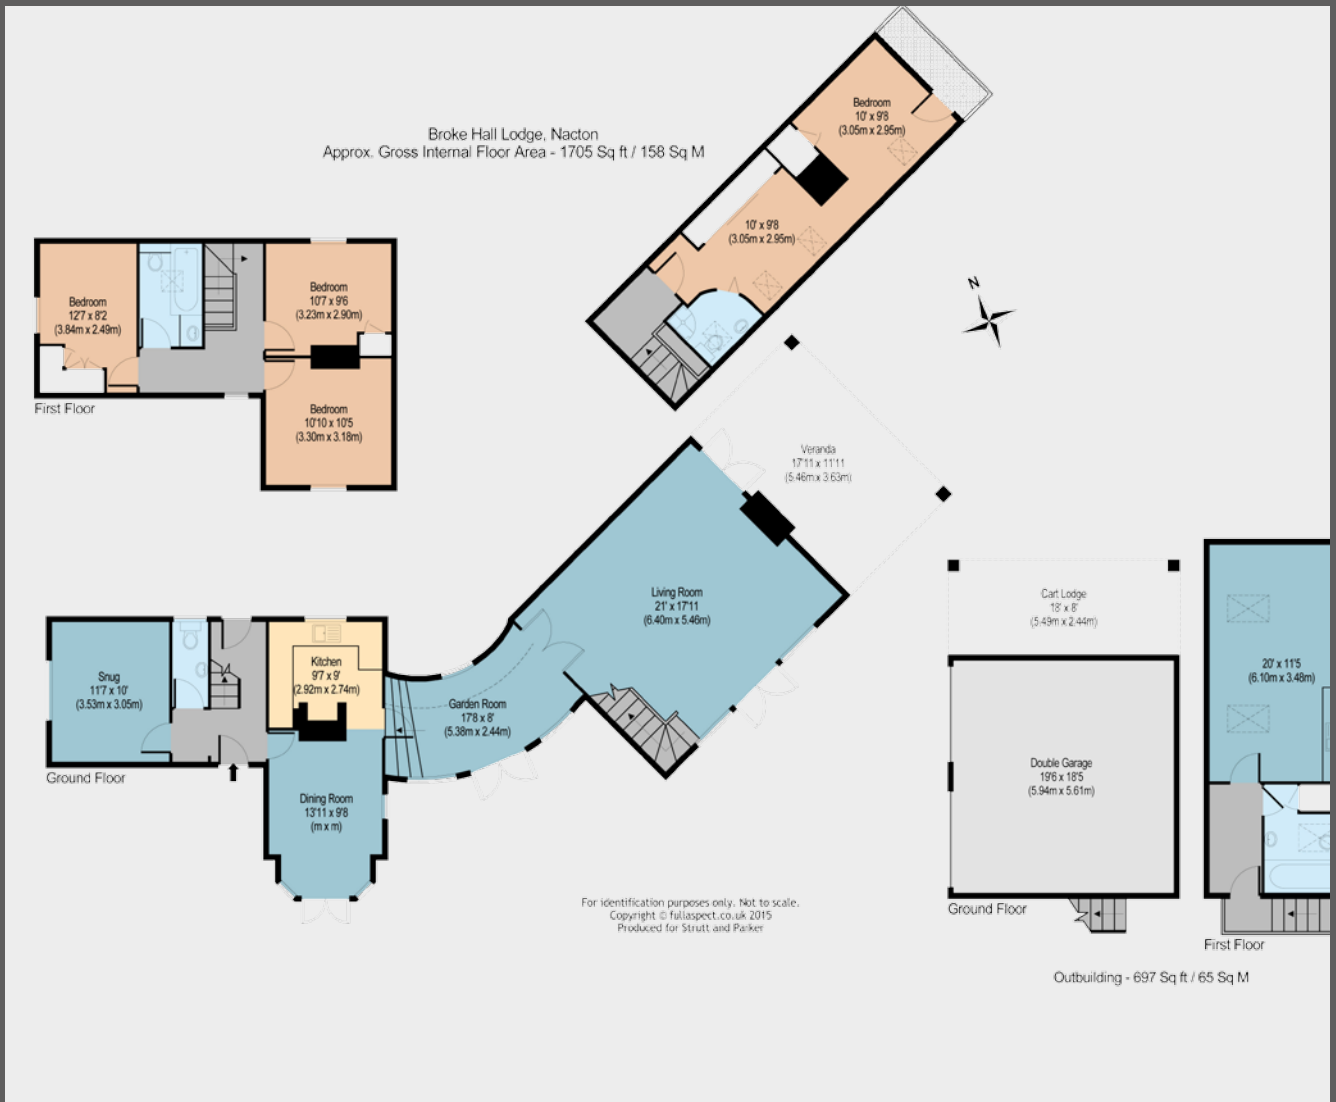 Broke Hall Lodge, Nacton
Approx. Gross Internal Floor Area - 1705 Sq ft / 158 Sq M
Bedroom
10' x 9'8
(3.05m x 2.95m)
10' x 9'8
(3.05m x 2.95m)
N
Bedroom
12'7 x 8'2
(3.84m x 2.49m)
Bedroom
10'7 x 9'6
(3.23m x 2.90m)
Bedroom
10'10 x 10'5
(3.30m x 3.18m)
First Floor
Veranda
17'11 x 11'11
(5.46m x 3.63m)
Living Room
21' x 17'11
(6.40m x 5.46m)
Snug
11'7 x 10'
(3.53m x 3.05m)
Kitchen
9'7 x 9'
(2.92m x 2.74m)
Garden Room
17'8 x 8'
(5.38m x 2.44m)
Dining Room
13'11 x 9'8
(m x m)
Ground Floor
Cart Lodge
18' x 8'
(5.49m x 2.44m)
Double Garage
19'6 x 18'5
(5.94m x 5.61m)
Ground Floor
20' x 11'5
(6.10m x 3.48m)
First Floor
For identification purposes only. Not to scale.
Copyright © fullaspect.co.uk 2015
Produced for Strutt and Parker
Outbuilding - 697 Sq ft / 65 Sq M